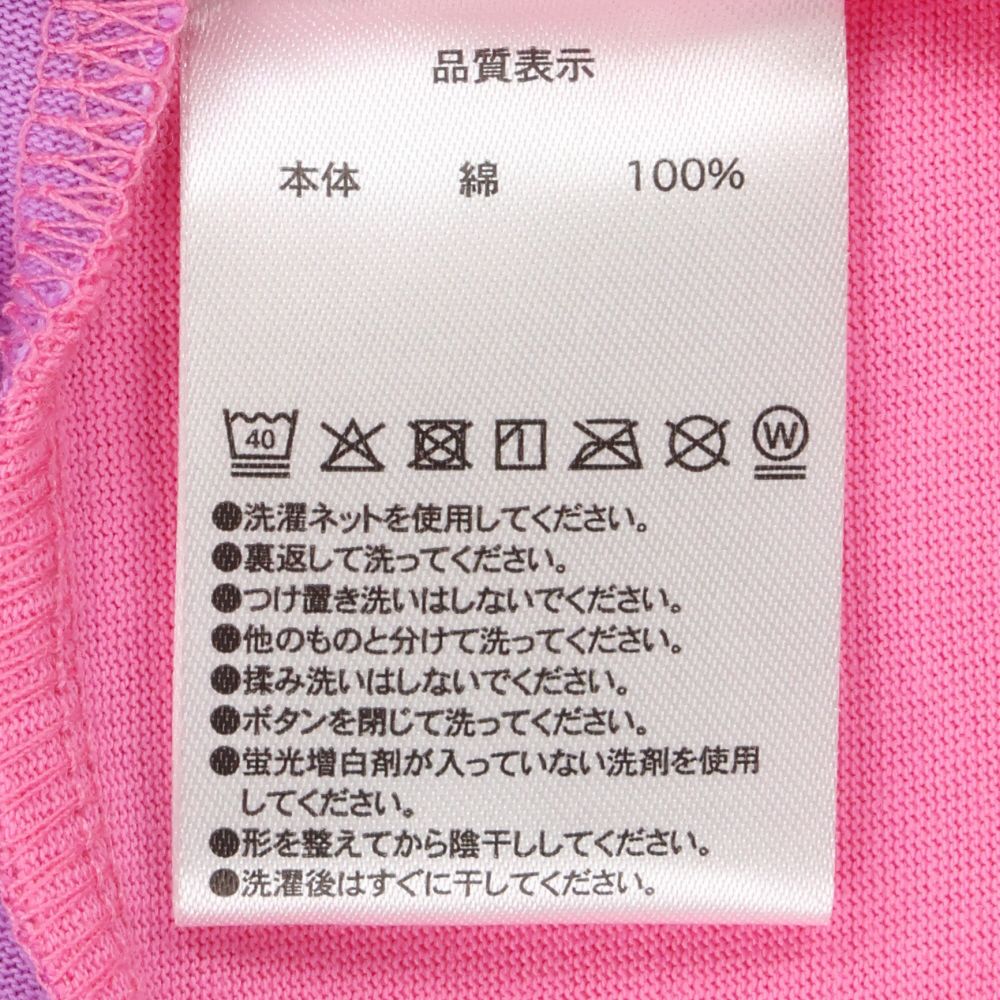 品質表示
本体 綿 100%
40 W
●洗濯ネットを使用してください。
●裏返して洗ってください。
●つけ置き洗いはしないでください。
●他のものと分けて洗ってください。
●揉み洗いはしないでください。
●ボタンを閉じて洗ってください。
●蛍光増白剤が入っていない洗剤を使用
してください。
●形を整えてから陰干ししてください。
●洗濯後はすぐに干してください。